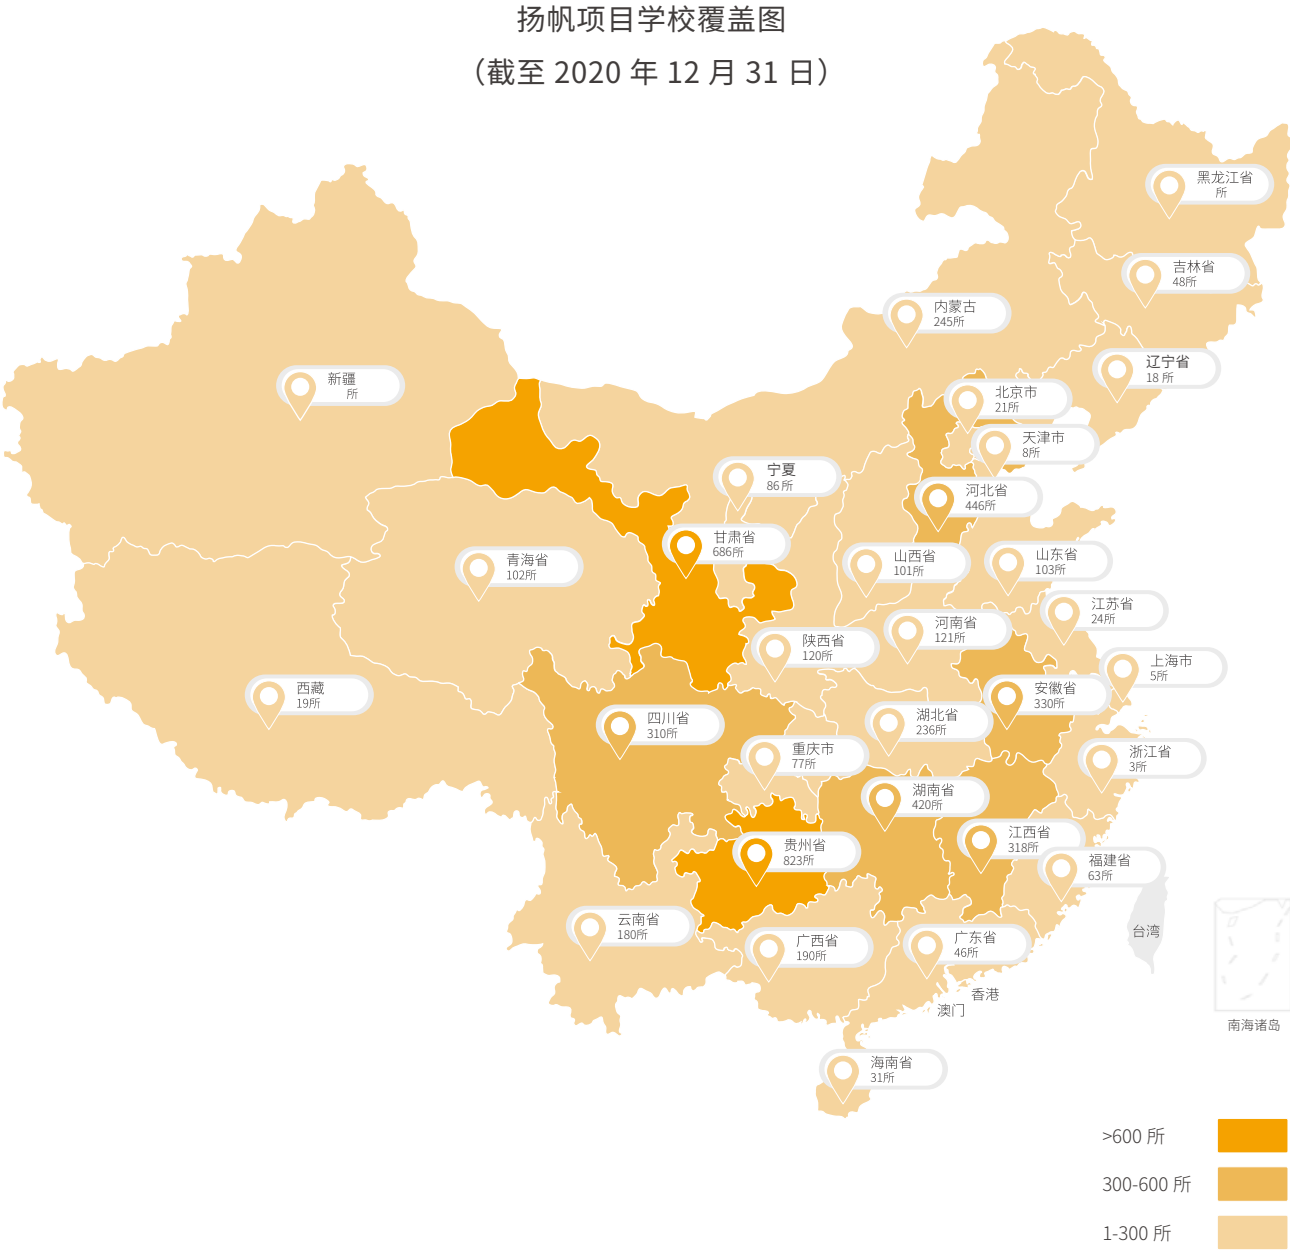 扬帆项目学校覆盖图
（截至 2020 年 12 月 31 日）
黑龙江省
所
吉林省
48所
内蒙古
245所
辽宁省
18 所
新疆
所
北京市
21所
天津市
8所
宁夏
86 所
河北省
446所
甘肃省
686所
山西省
101所
山东省
103所
青海省
102所
江苏省
24所
河南省
121所
陕西省
120所
上海市
5所
西藏
19所
安徽省
330所
四川省
310所
湖北省
236所
重庆市
77所
浙江省
3所
湖南省
420所
江西省
318所
贵州省
823所
福建省
63所
云南省
180所
广西省
190所
广东省
46所
台湾
香港
澳门
南海诸岛
海南省
31所
>600 所
300-600 所
1-300 所